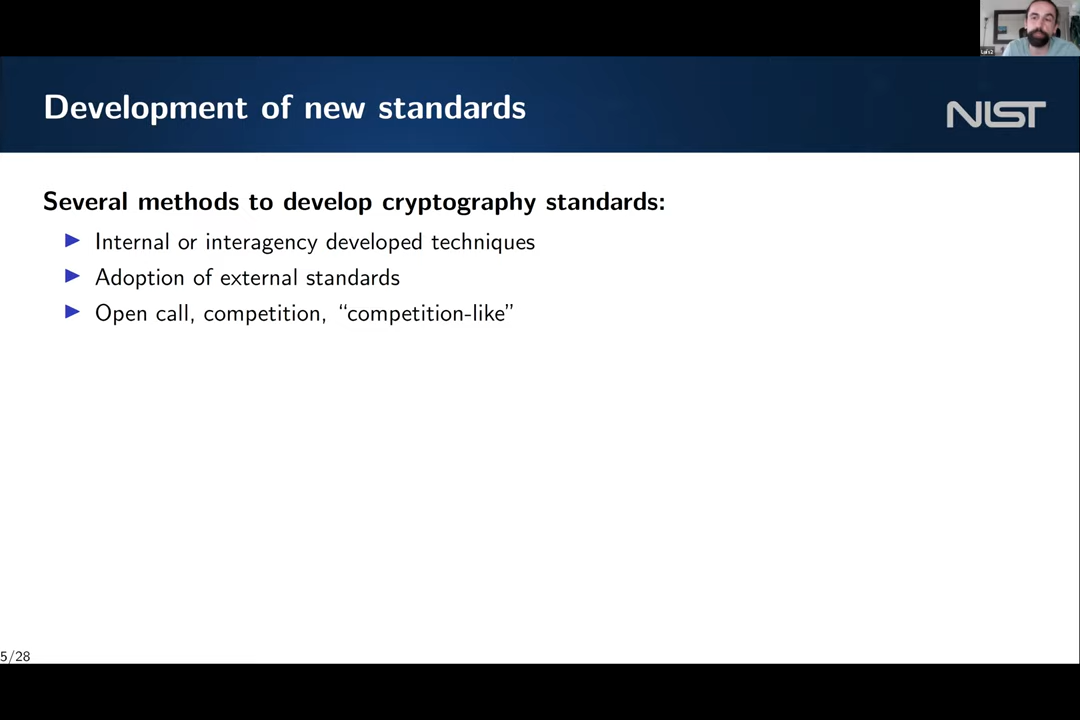 Development of new standards
NIST
Several methods to develop cryptography standards:
▶ Internal or interagency developed techniques
▶ Adoption of external standards
▶ Open call, competition, “competition-like”
5/28